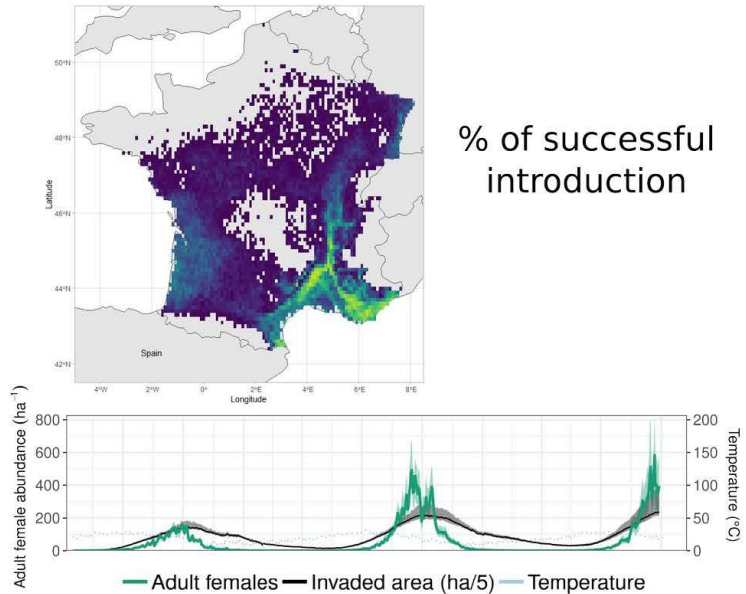 50°N
48°N
46°N
44°N
42°N
Latitude
Spain
4°W
2°W
0°
2°E
4°E
6°E
8°E
Longitude
% of successful
introduction
Adult female abundance (ha⁻¹)
800
600
400
200
0
200
150
100
50
0
Temperature (°C)
Adult females
Invaded area (ha/5)
Temperature